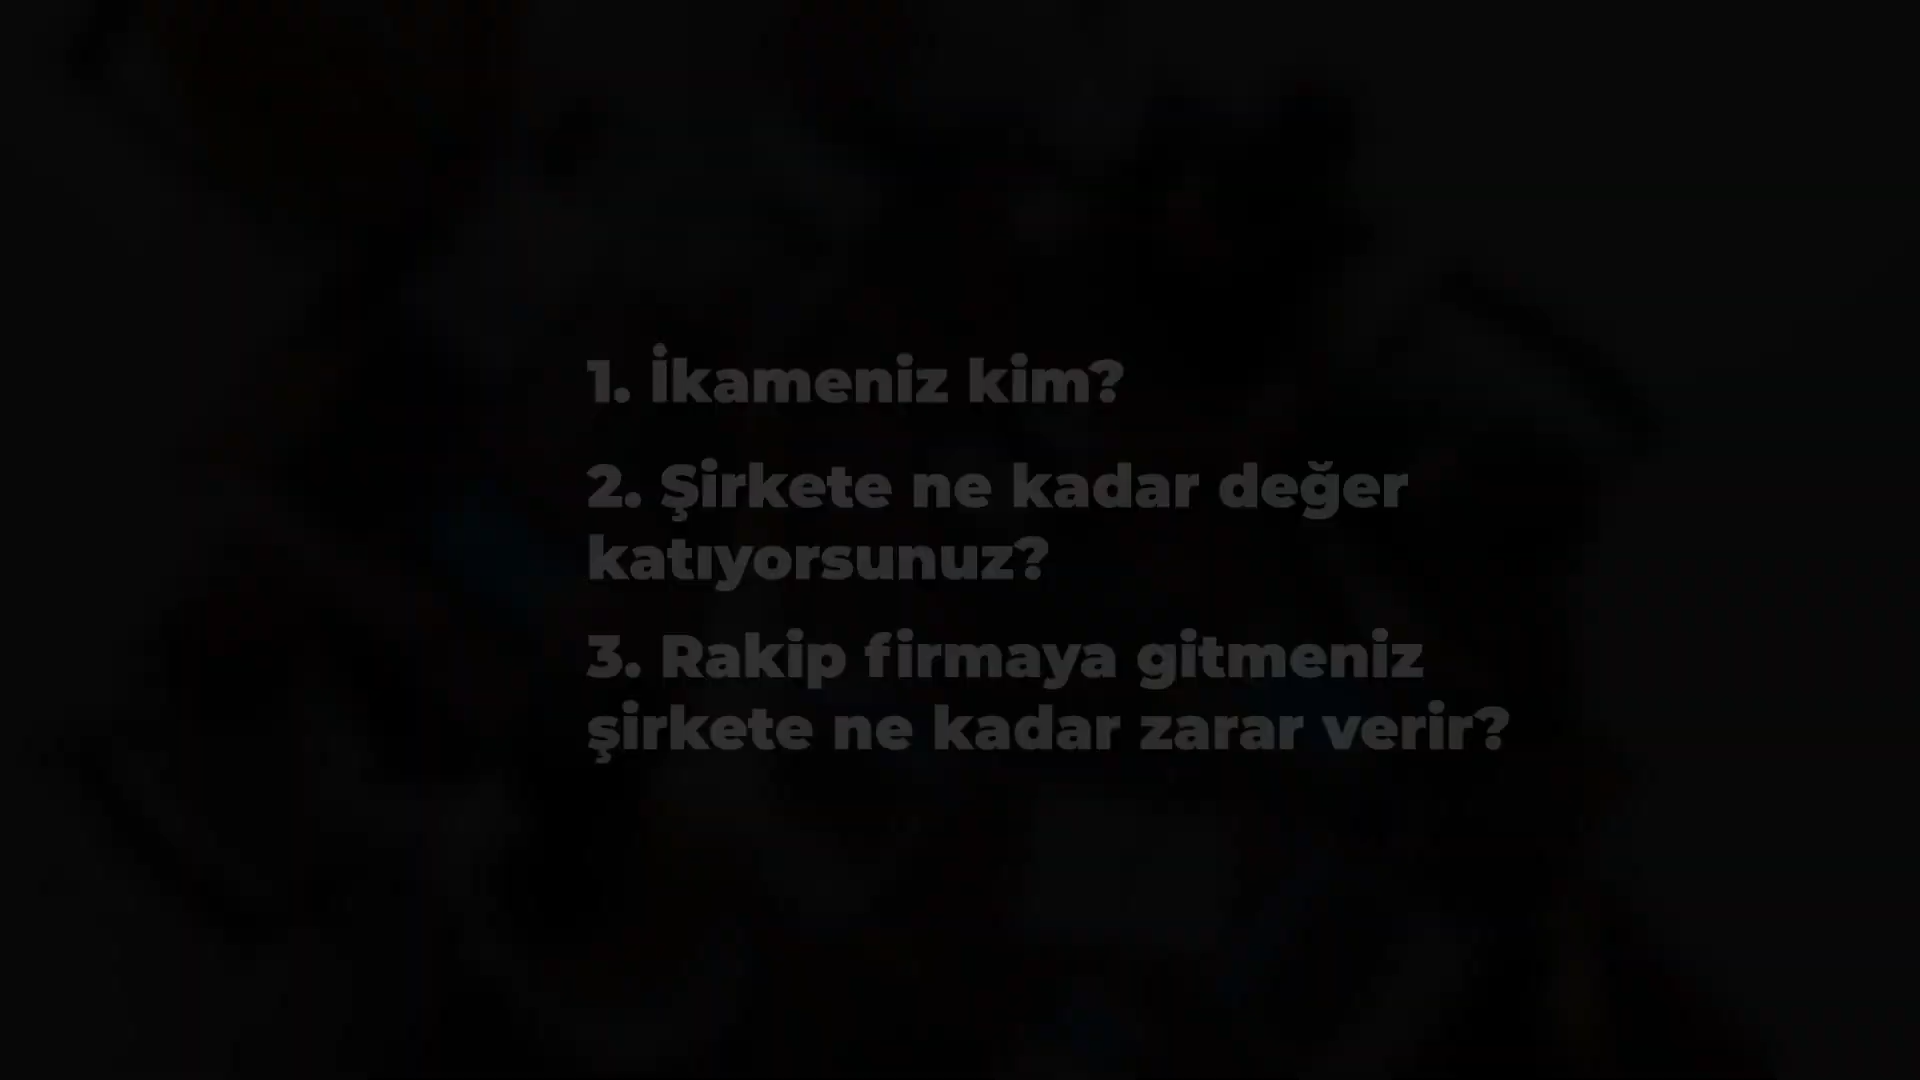 1. İkameniz kim?
2. Şirkete ne kadar değer
katıyorsunuz?
3. Rakip firmaya gitmeniz
şirkete ne kadar zarar verir?